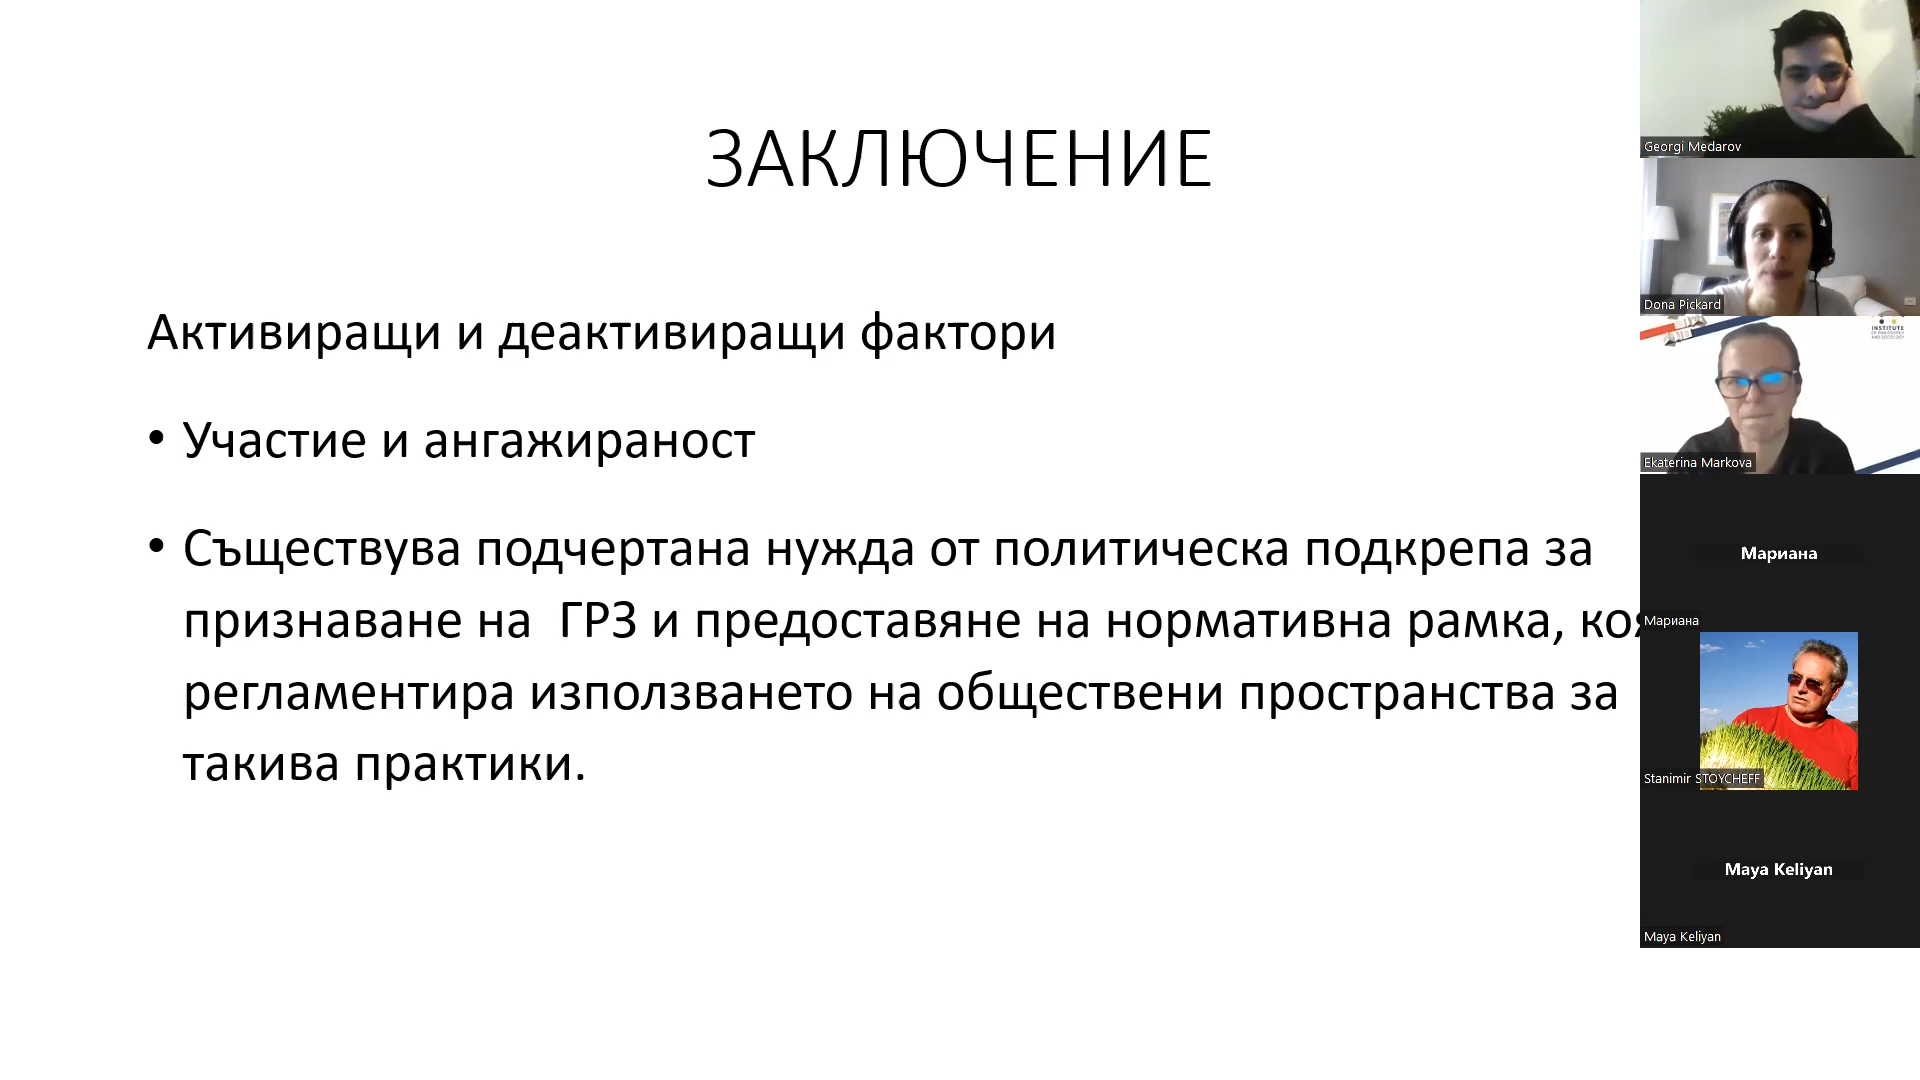 ЗАКЛЮЧЕНИЕ
Активиращи и деактивиращи фактори
• Участие и ангажираност
• Съществува подчертана нужда от политическа подкрепа за
признаване на ГРЗ и предоставяне на нормативна рамка,
регламентира използването на обществени пространства за
такива практики.
Georgi Medarov
Dona Pickard
INSTITUTE
Ekaterina Markova
Мариана
Мариана
Stanimir STOYCHEFF
Maya Keliyan
Maya Keliyan